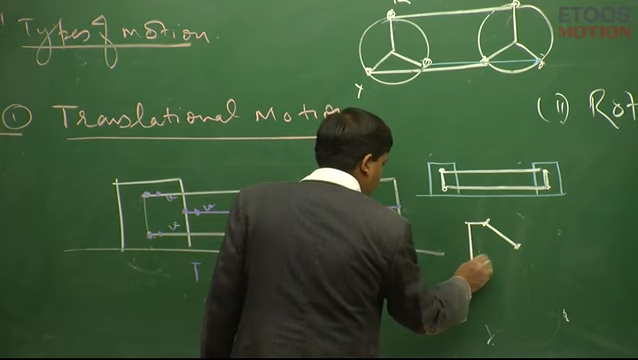 Types of motion.
ETOOS
MOTION
① Translational Motion
(ii) Rot
v
v
v
T